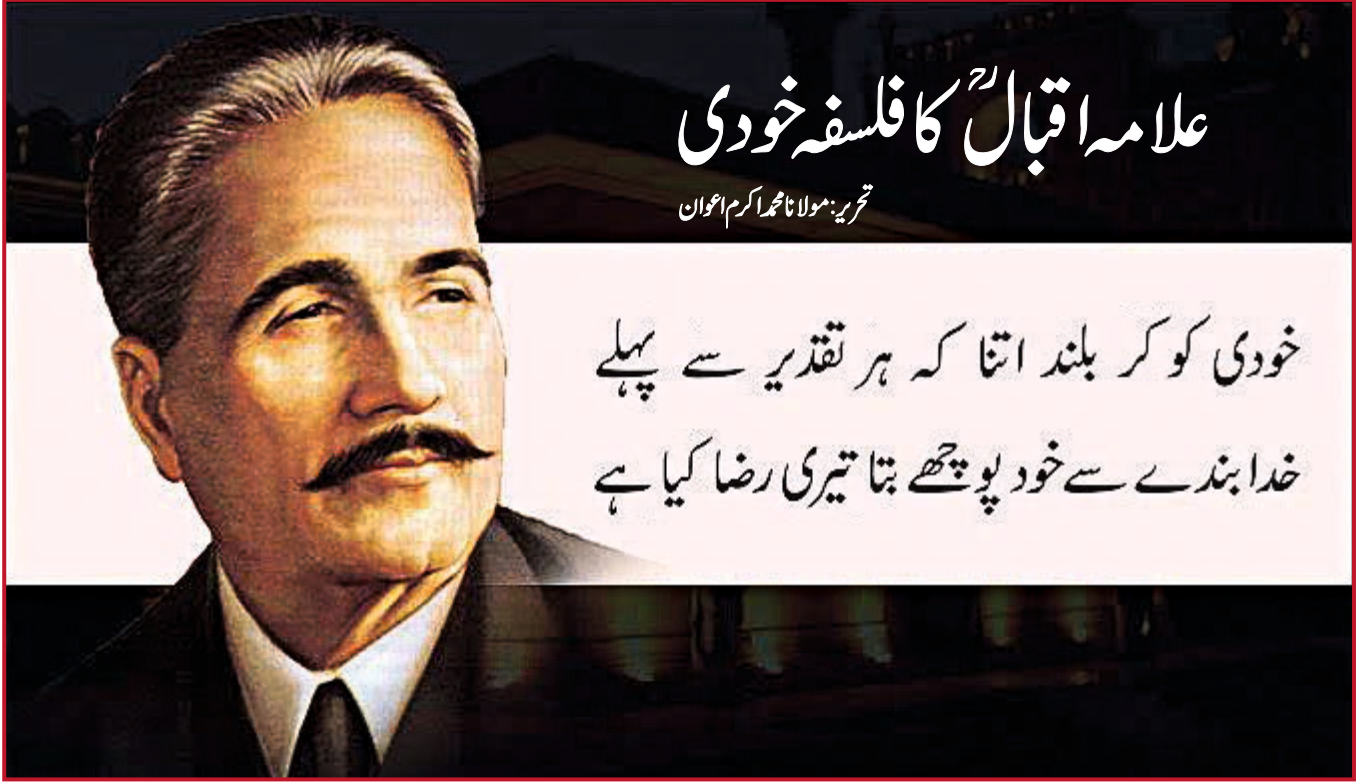 علامہ اقبالؒ کا فلسفہ خودی
تحریر: مولانا محمد اکرم اعوان
خودی کو کر بلند اتنا کہ ہر تقدیر سے پہلے
خدا بندے سے خود پوچھے بتا تیری رضا کیا ہے